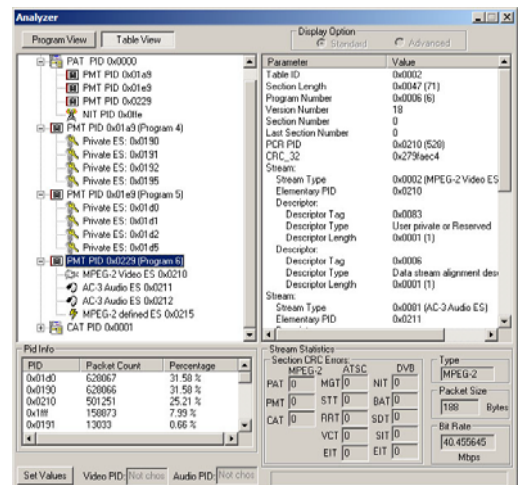 Analyzer
Program View
Table View
Display Option
Standard
Advanced
PAT PID 0x0000
PMT PID 0x01a9
PMT PID 0x01e9
PMT PID 0x0229
NIT PID 0x0ffe
PMT PID 0x01a9 (Program 4)
Private ES: 0x0190
Private ES: 0x0191
Private ES: 0x0192
Private ES: 0x0195
PMT PID 0x01e9 (Program 5)
Private ES: 0x01d0
Private ES: 0x01d1
Private ES: 0x01d2
Private ES: 0x01d5
PMT PID 0x0229 (Program 6)
MPEG-2 Video ES 0x0210
AC-3 Audio ES 0x0211
AC-3 Audio ES 0x0212
MPEG-2 defined ES 0x0215
CAT PID 0x0001
Parameter Value
Table ID 0x0002
Section Length 0x0047 (71)
Program Number 0x0006 (6)
Version Number 18
Section Number 0
Last Section Number 0
PCR PID 0x0210 (528)
CRC_32 0x279faec4
Stream:
Stream Type 0x0002 (MPEG-2 Video ES
Elementary PID 0x0210
Descriptor:
Descriptor Tag 0x0083
Descriptor Type User private or Reserved
Descriptor Length 0x0001 (1)
Descriptor:
Descriptor Tag 0x0006
Descriptor Type Data stream alignment des
Descriptor Length 0x0001 (1)
Stream:
Stream Type 0x0081 (AC-3 Audio ES)
Elementary PID 0x0211
Pid Info
PID Packet Count Percentage
0x01d0 628067 31.58 %
0x0190 628066 31.58 %
0x0210 501251 25.21 %
0x1fff 158873 7.99 %
0x0191 13033 0.66 %
Stream Statistics
Section CRC Errors:
MPEG-2 ATSC DVB
PAT 0 MGT 0 NIT 0
PMT 0 STT 0 BAT 0
CAT 0 RRT 0 SDT 0
VCT 0 SIT 0
EIT 0 EIT 0
Type
MPEG-2
Packet Size
188 Bytes
Bit Rate
40.455645
Mbps
Set Values
Video PID: Not chos
Audio PID: Not chos